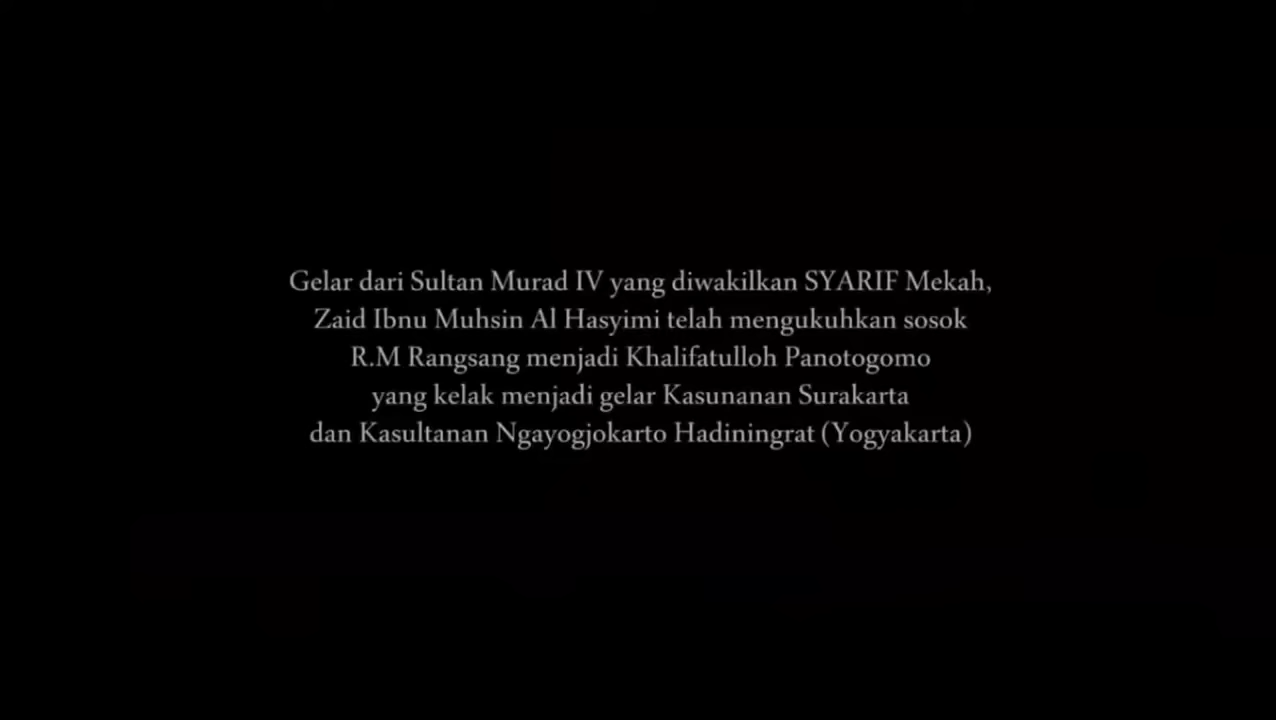 Gelar dari Sultan Murad IV yang diwakilkan SYARIF Mekah,
Zaid Ibnu Muhsin Al Hasyimi telah mengukuhkan sosok
R.M Rangsang menjadi Khalifatulloh Panotogomo
yang kelak menjadi gelar Kasunanan Surakarta
dan Kasultanan Ngayogjokarto Hadiningrat (Yogyakarta)